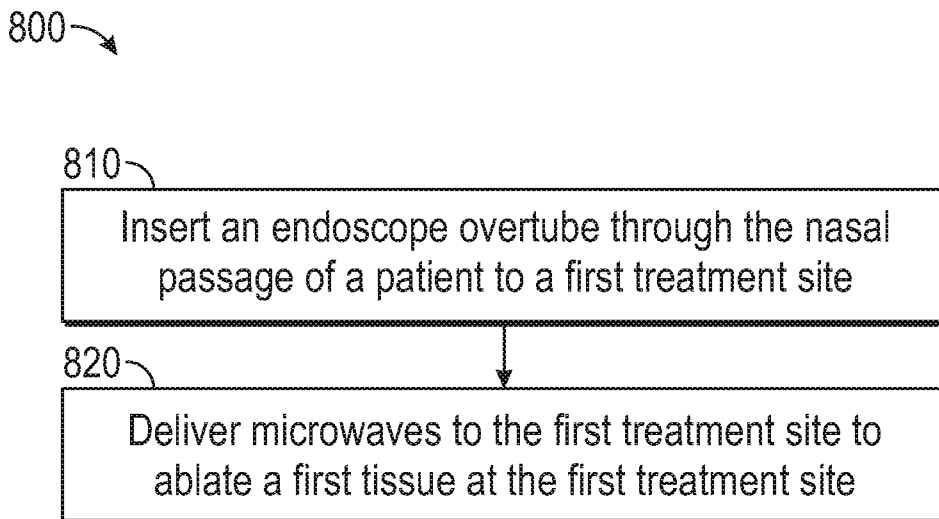 800
810
Insert an endoscope overtube through the nasal
passage of a patient to a first treatment site
820
Deliver microwaves to the first treatment site to
ablate a first tissue at the first treatment site